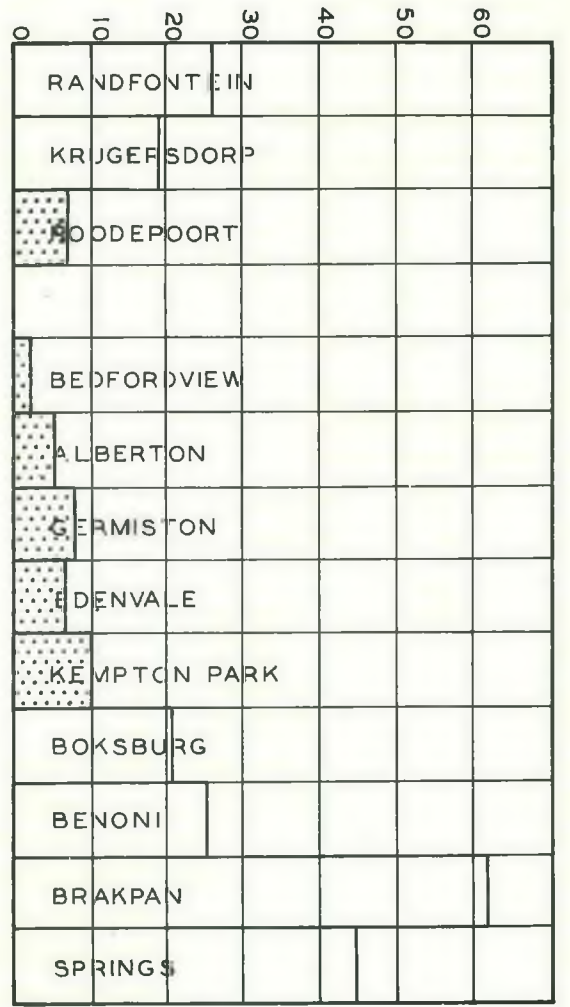 0 10 20 30 40 50 60
RANDFONTEIN
KRUGERSDORP
ROODEPOORT
BEDFORDVIEW
ALBERTON
GERMISTON
EDENVALE
KEMPTON PARK
BOKSBURG
BENONI
BRAKPAN
SPRINGS